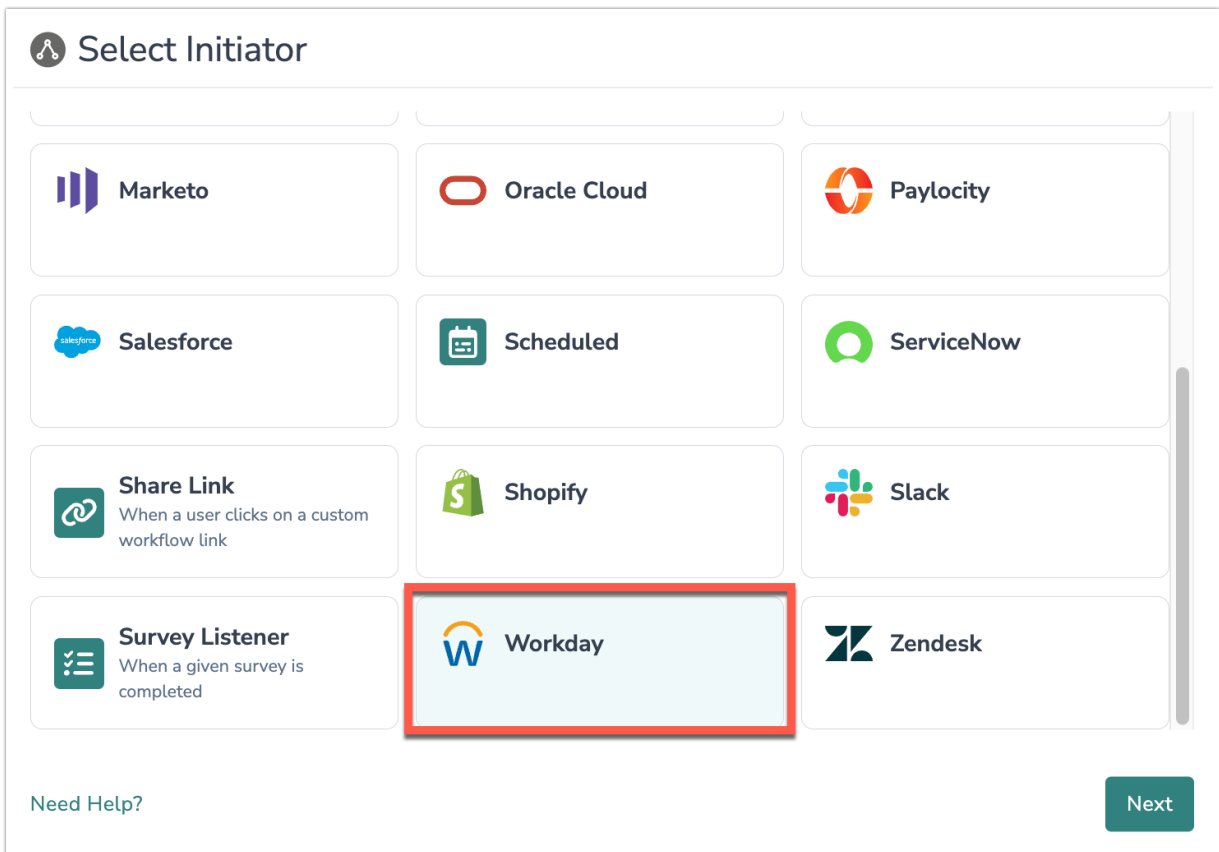 Select Initiator
Marketo
Oracle Cloud
Paylocity
salesforce
Salesforce
Scheduled
ServiceNow
Share Link
When a user clicks on a custom
workflow link
Shopify
Slack
Survey Listener
When a given survey is
completed
Workday
Zendesk
Need Help?
Next